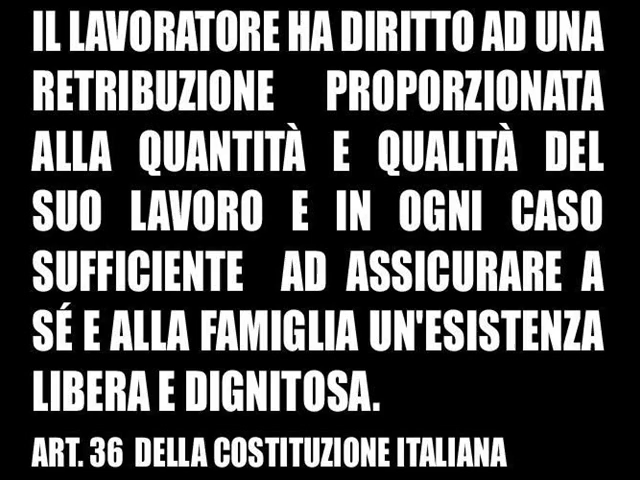 IL LAVORATORE HA DIRITTO AD UNA
RETRIBUZIONE PROPORZIONATA
ALLA QUANTITÀ E QUALITÀ DEL
SUO LAVORO E IN OGNI CASO
SUFFICIENTE AD ASSICURARE A
SÉ E ALLA FAMIGLIA UN'ESISTENZA
LIBERA E DIGNITOSA.
ART. 36 DELLA COSTITUZIONE ITALIANA